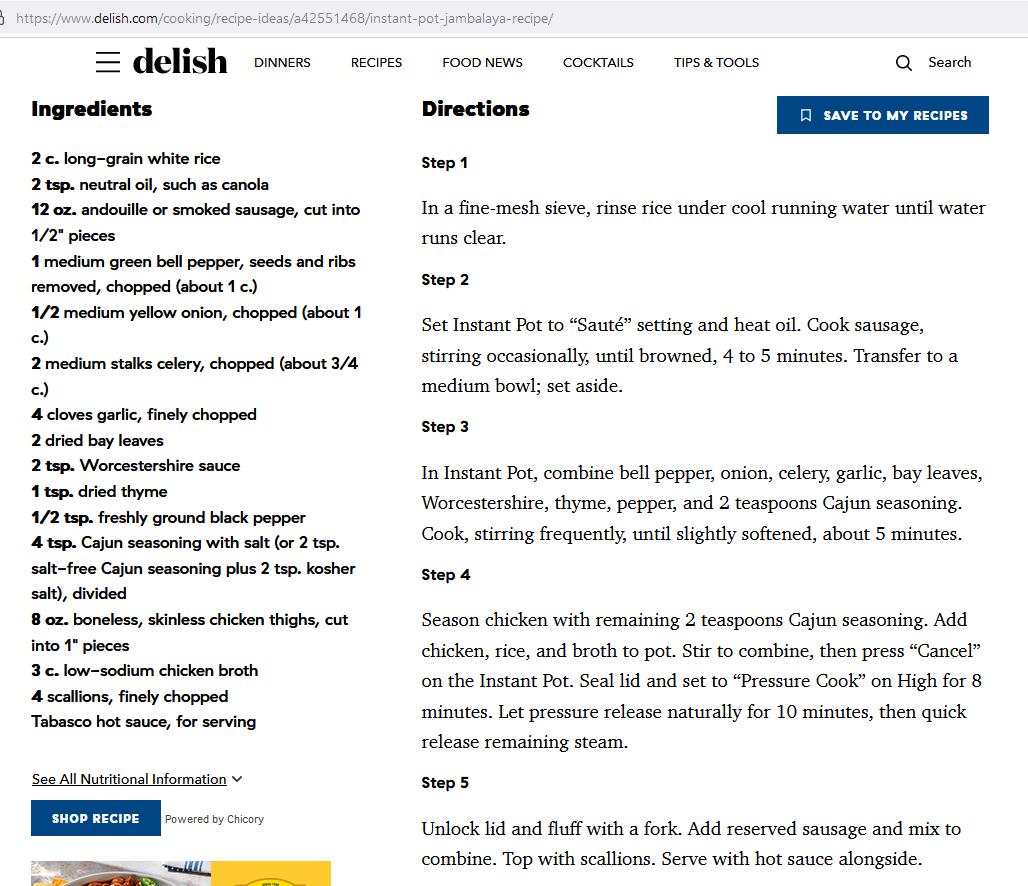 https://www.delish.com/cooking/recipe-ideas/a42551468/instant-pot-jambalaya-recipe/
delish
DINNERS
RECIPES
FOOD NEWS
COCKTAILS
TIPS & TOOLS
Search
Ingredients
2 c. long-grain white rice
2 tsp. neutral oil, such as canola
12 oz. andouille or smoked sausage, cut into
1/2" pieces
1 medium green bell pepper, seeds and ribs
removed, chopped (about 1 c.)
1/2 medium yellow onion, chopped (about 1
c.)
2 medium stalks celery, chopped (about 3/4
c.)
4 cloves garlic, finely chopped
2 dried bay leaves
2 tsp. Worcestershire sauce
1 tsp. dried thyme
1/2 tsp. freshly ground black pepper
4 tsp. Cajun seasoning with salt (or 2 tsp.
salt-free Cajun seasoning plus 2 tsp. kosher
salt), divided
8 oz. boneless, skinless chicken thighs, cut
into 1" pieces
3 c. low-sodium chicken broth
4 scallions, finely chopped
Tabasco hot sauce, for serving
See All Nutritional Information
SHOP RECIPE
Powered by Chicory
Directions
SAVE TO MY RECIPES
Step 1
In a fine-mesh sieve, rinse rice under cool running water until water
runs clear.
Step 2
Set Instant Pot to “Sauté” setting and heat oil. Cook sausage,
stirring occasionally, until browned, 4 to 5 minutes. Transfer to a
medium bowl; set aside.
Step 3
In Instant Pot, combine bell pepper, onion, celery, garlic, bay leaves,
Worcestershire, thyme, pepper, and 2 teaspoons Cajun seasoning.
Cook, stirring frequently, until slightly softened, about 5 minutes.
Step 4
Season chicken with remaining 2 teaspoons Cajun seasoning. Add
chicken, rice, and broth to pot. Stir to combine, then press “Cancel”
on the Instant Pot. Seal lid and set to “Pressure Cook” on High for 8
minutes. Let pressure release naturally for 10 minutes, then quick
release remaining steam.
Step 5
Unlock lid and fluff with a fork. Add reserved sausage and mix to
combine. Top with scallions. Serve with hot sauce alongside.